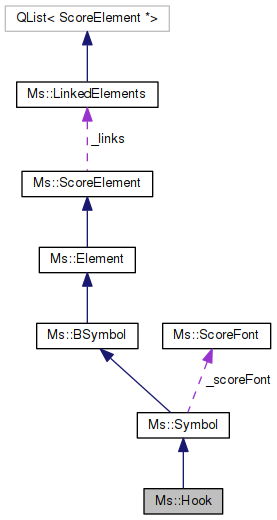 QList< ScoreElement *>
Ms::LinkedElements
_links
Ms::ScoreElement
Ms::Element
Ms::BSymbol
Ms::ScoreFont
_scoreFont
Ms::Symbol
Ms::Hook